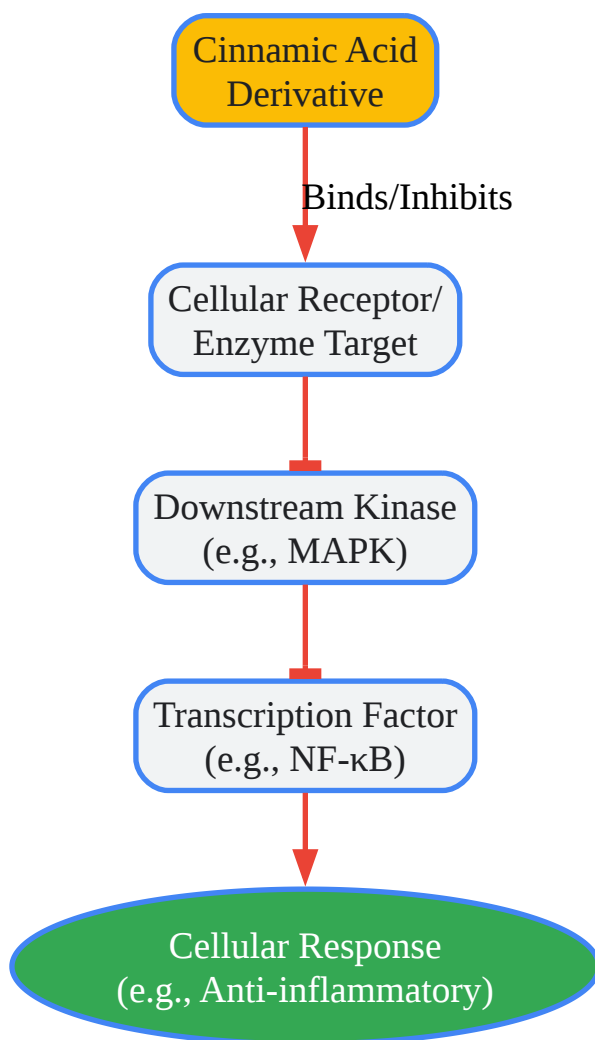 Cinnamic Acid
Derivative
Binds/Inhibits
Cellular Receptor/
Enzyme Target
Downstream Kinase
(e.g., MAPK)
Transcription Factor
(e.g., NF-κB)
Cellular Response
(e.g., Anti-inflammatory)